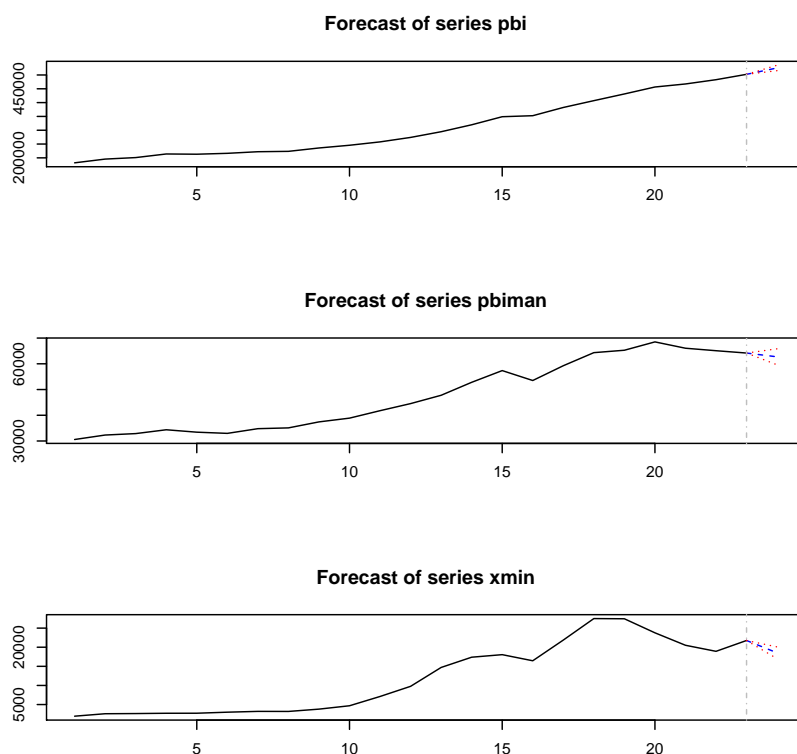 Forecast of series pbi
450000
200000
5 10 15 20
Forecast of series pbiman
60000
30000
5 10 15 20
Forecast of series xmin
20000
5000
5 10 15 20